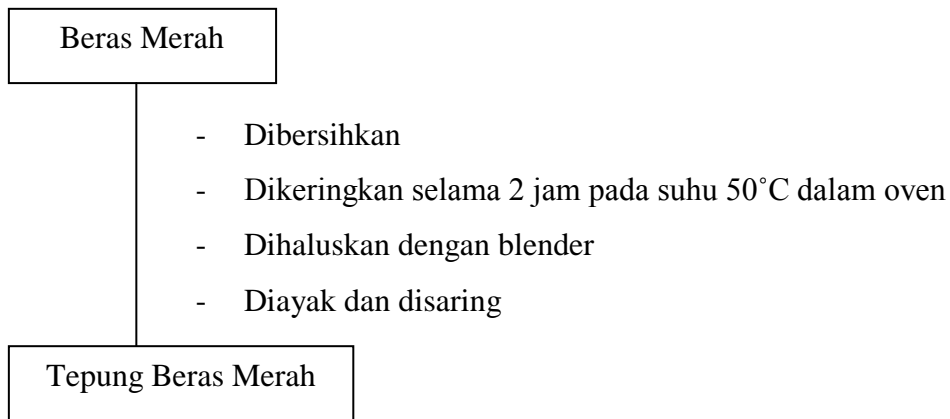 Beras Merah
- Dibersihkan
- Dikeringkan selama 2 jam pada suhu 50˚C dalam oven
- Dihaluskan dengan blender
- Diayak dan disaring
Tepung Beras Merah